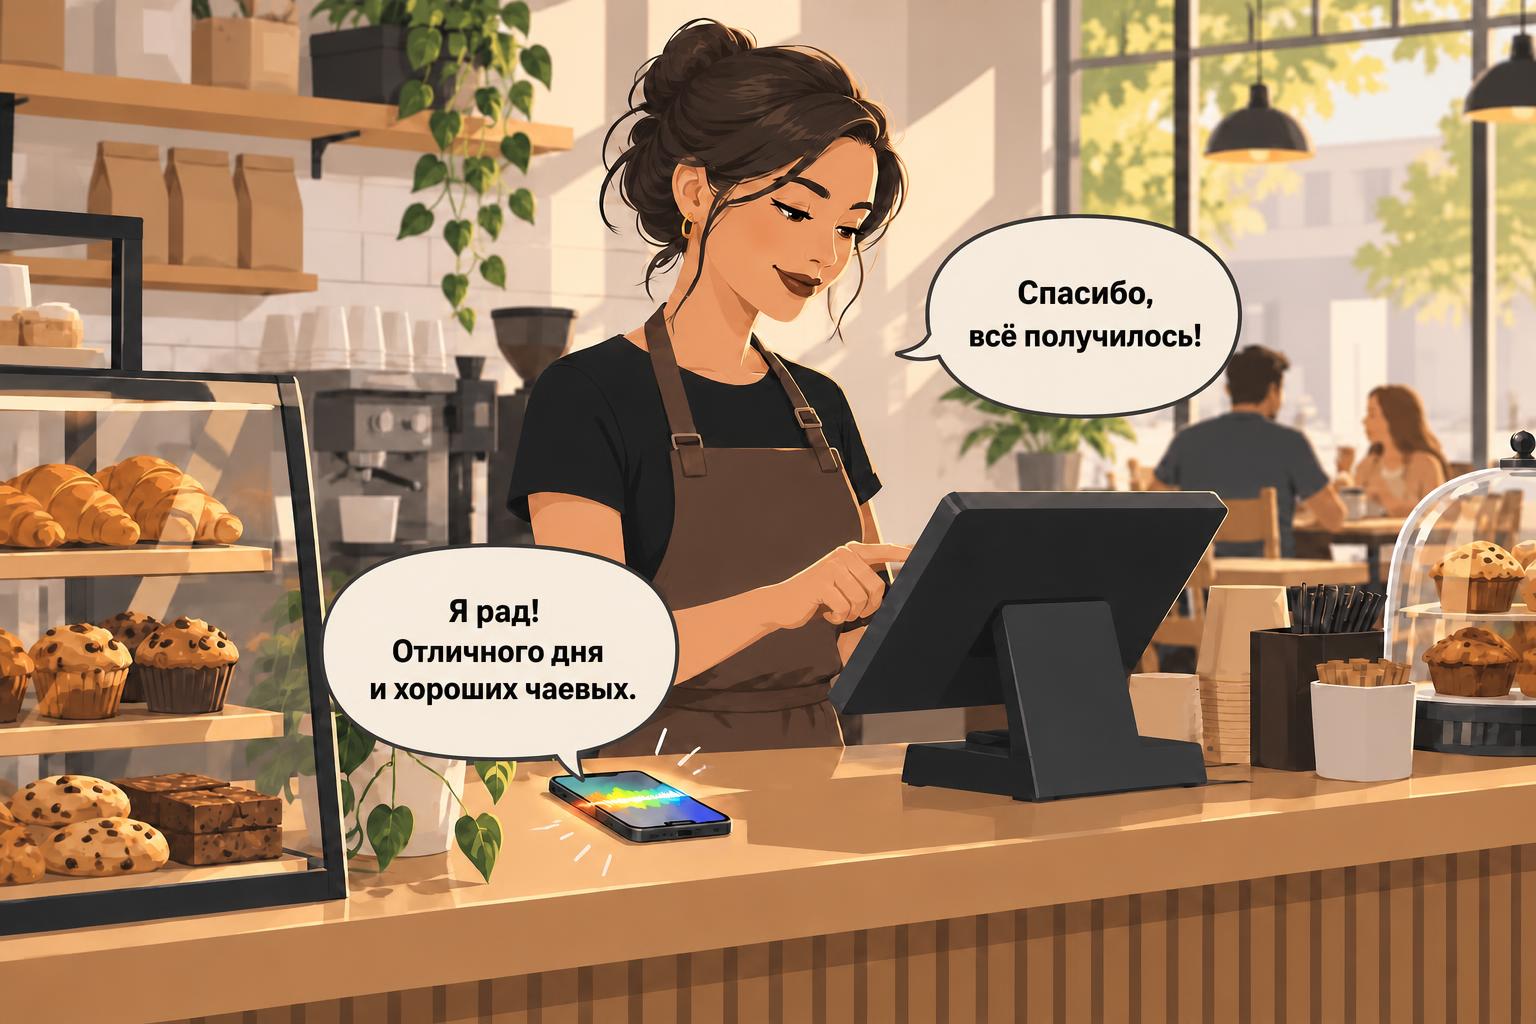 Спасибо,
всё получилось!
Я рад!
Отличного дня
и хороших чаевых.